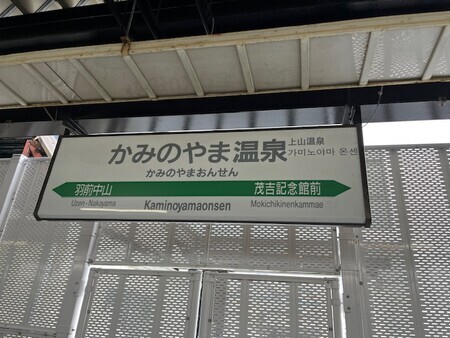 かみのやま温泉
上山温泉
가미노야마 온센
かみのやまおんせん
羽前中山
茂吉記念館前
Uzen-Nakayama
Kaminoyamaonsen
Mokichikinenkammae